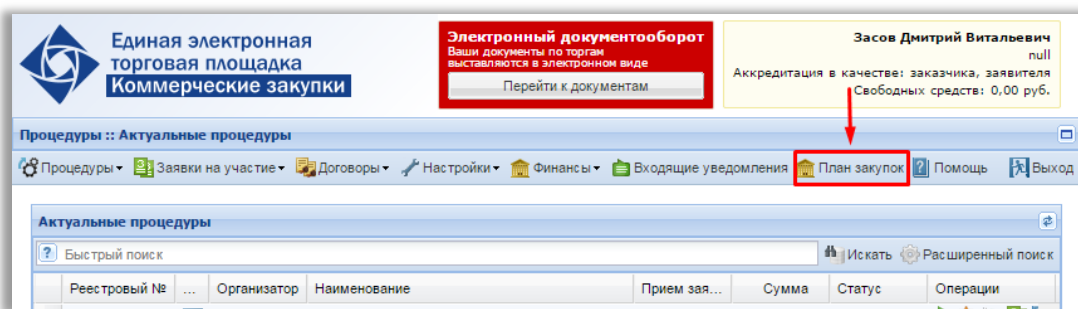 Единая электронная
торговая площадка
Коммерческие закупки
Электронный документооборот
Ваши документы по торгам
выставляются в электронном виде
Перейти к документам
Засов Дмитрий Витальевич
null
Аккредитация в качестве: заказчика, заявителя
Свободных средств: 0,00 руб.
Процедуры :: Актуальные процедуры
Процедуры Заявки на участие Договоры Настройки Финансы Входящие уведомления План закупок Помощь Выход
Актуальные процедуры
Быстрый поиск Искать Расширенный поиск
Реестровый № ... Организатор Наименование Прием зая... Сумма Статус Операции